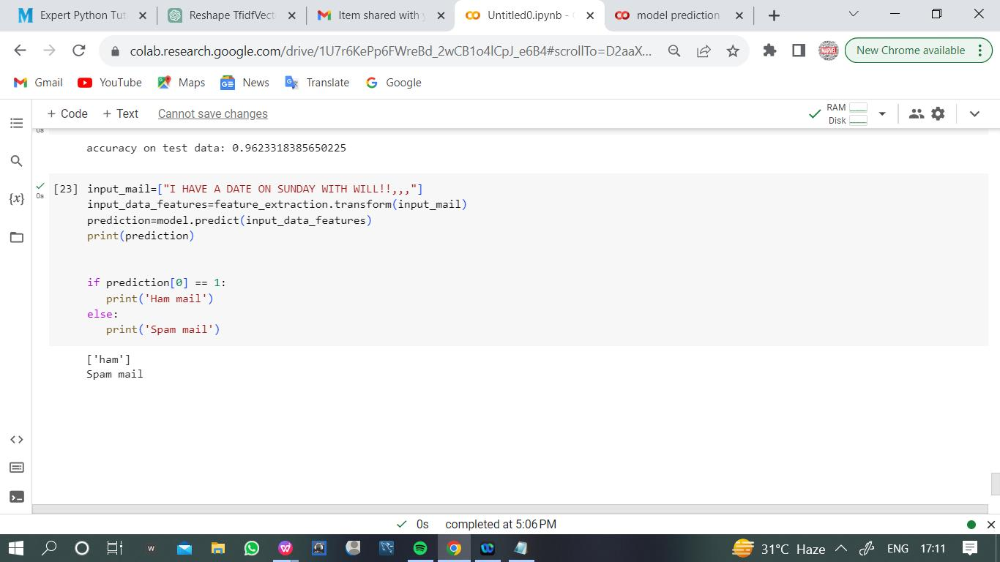 Expert Python Tut
Reshape TfidfVect
Item shared with
Untitled0.ipynb -
model prediction
colab.research.google.com/drive/1U7r6KePp6FWreBd_2wCB1o4lCpJ_e6B4#scrollTo=D2aaX...
New Chrome available
Gmail
YouTube
Maps
News
Translate
Google
+ Code
+ Text
Cannot save changes
RAM
Disk
0s
accuracy on test data: 0.9623318385650225
[23] input_mail=["I HAVE A DATE ON SUNDAY WITH WILL!!,,,"]
0s
input_data_features=feature_extraction.transform(input_mail)
prediction=model.predict(input_data_features)
print(prediction)
if prediction[0] == 1:
print('Ham mail')
else:
print('Spam mail')
['ham']
Spam mail
{x}
0s completed at 5:06 PM
31°C Haze
ENG
17:11